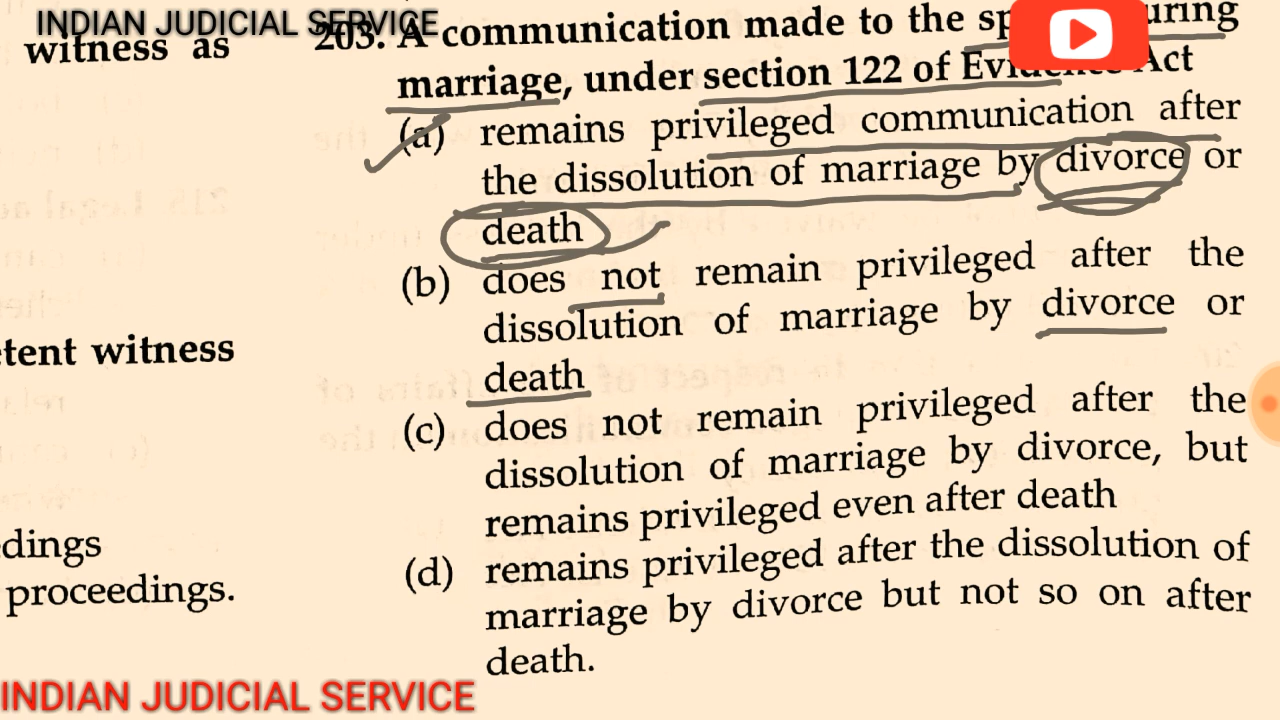 INDIAN JUDICIAL SERVICE
witness as
etent witness
dings
proceedings.
203. A communication made to the
marriage, under section 122 of Evidence Act
(a) remains privileged communication after
the dissolution of marriage by divorce or
death
(b) does not remain privileged after the
dissolution of marriage by divorce or
death
(c) does not remain privileged after the
dissolution of marriage by divorce, but
remains privileged even after death
(d) remains privileged after the dissolution of
marriage by divorce but not so on after
death.
INDIAN JUDICIAL SERVICE